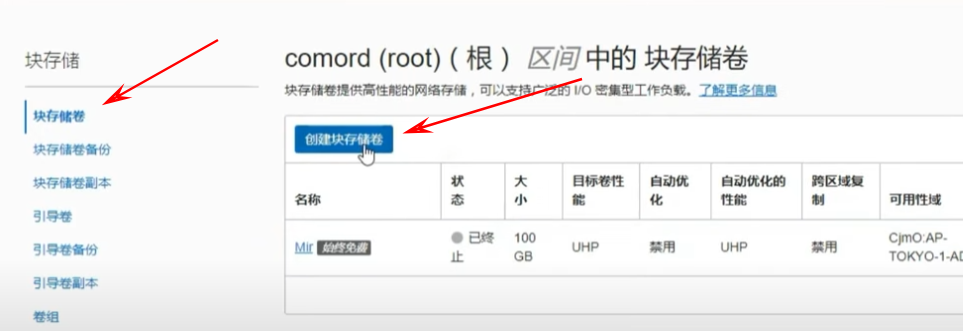 块存储
块存储卷
块存储卷备份
块存储卷副本
引导卷
引导卷备份
引导卷副本
卷组
comord (root) ( 根 ) 区间 中的 块存储卷
块存储卷提供高性能的网络存储，可以支持广泛的 I/O 密集型工作负载。了解更多信息
创建块存储卷
名称
状态
大小
目标卷性能
自动优化
自动优化的性能
跨区域复制
可用性域
Mir 始终免费
已终止
100 GB
UHP
禁用
UHP
禁用
CjmO:AP-
TOKYO-1-AD